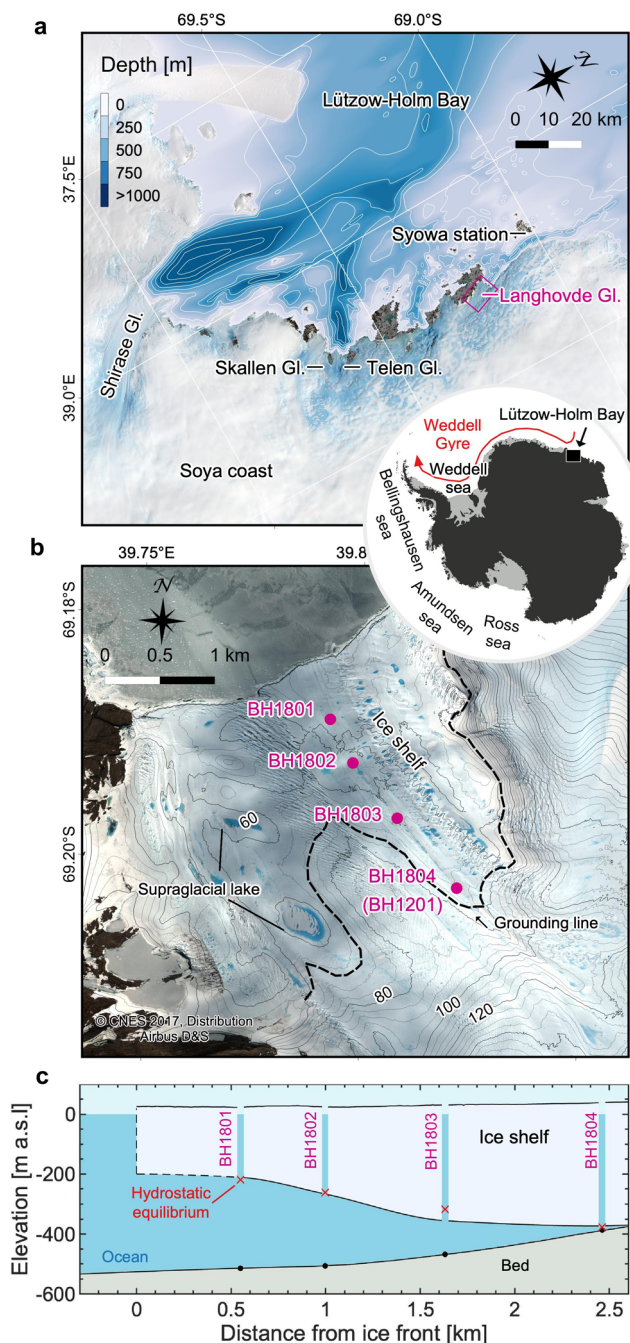 a
69.5°S
69.0°S
Depth [m]
0
250
500
750
>1000
Lützow-Holm Bay
N
0 10 20 km
37.5°E
Syowa station
Langhovde Gl.
Shirase Gl.
Skallen Gl.
Telen Gl.
39.0°E
Soya coast
Lützow-Holm Bay
Weddell
Gyre
Weddell
sea
Bellingshausen
sea
Amundsen
sea
Ross
sea
b
39.75°E
39.8
69.18°S
N
0 0.5 1 km
BH1801
Ice shelf
BH1802
BH1803
60
69.20°S
BH1804
(BH1201)
Supraglacial lake
Grounding line
80
100
120
© CNES 2017, Distribution
Airbus D&S
c
Elevation [m a.s.l]
0
-200
-400
-600
BH1801
BH1802
BH1803
BH1804
Ice shelf
Hydrostatic
equilibrium
Ocean
Bed
0 0.5 1 1.5 2 2.5
Distance from ice front [km]